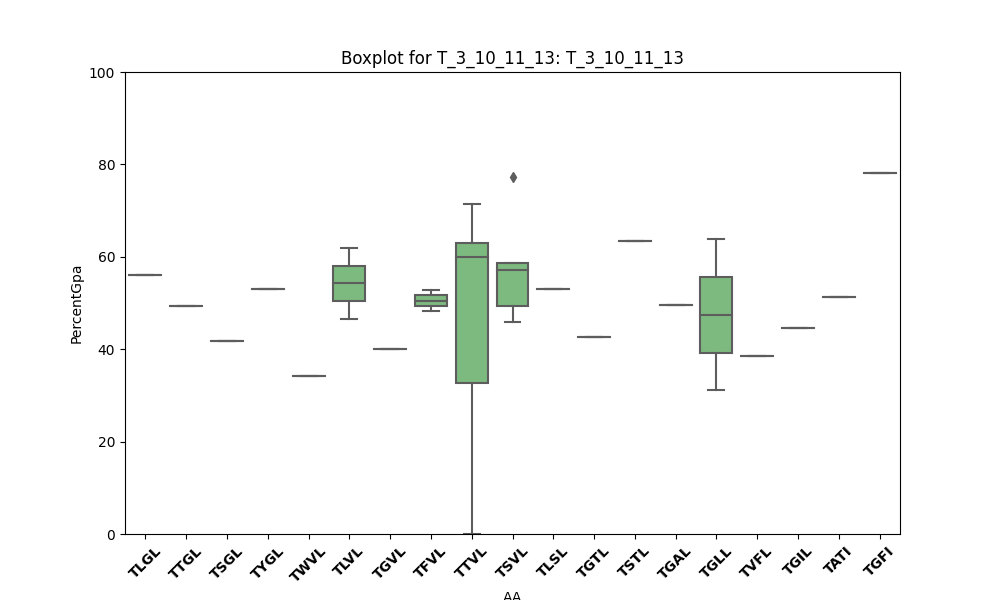 Boxplot for T_3_10_11_13: T_3_10_11_13
100
80
60
40
20
0
PercentGpa
TLGL
TTGL
TSGL
TYGL
TWVL
TLVL
TGVL
TFVL
TTVL
TSVL
TLSL
TGTL
TSTL
TGAL
TGLL
TVFL
TGIL
TATI
TGFI
AA